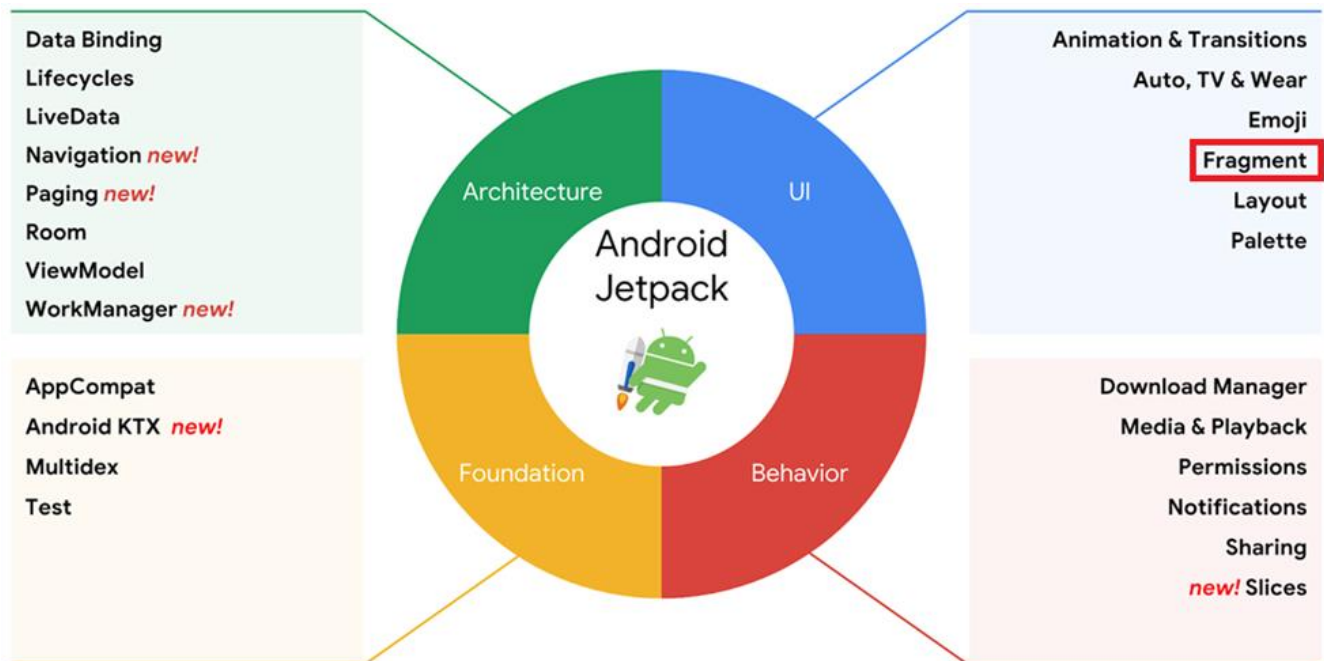 Data Binding
Lifecycles
LiveData
Navigation new!
Paging new!
Room
ViewModel
WorkManager new!
Animation & Transitions
Auto, TV & Wear
Emoji
Fragment
Layout
Palette
Architecture
UI
Android
Jetpack
Foundation
Behavior
AppCompat
Android KTX new!
Multidex
Test
Download Manager
Media & Playback
Permissions
Notifications
Sharing
new! Slices